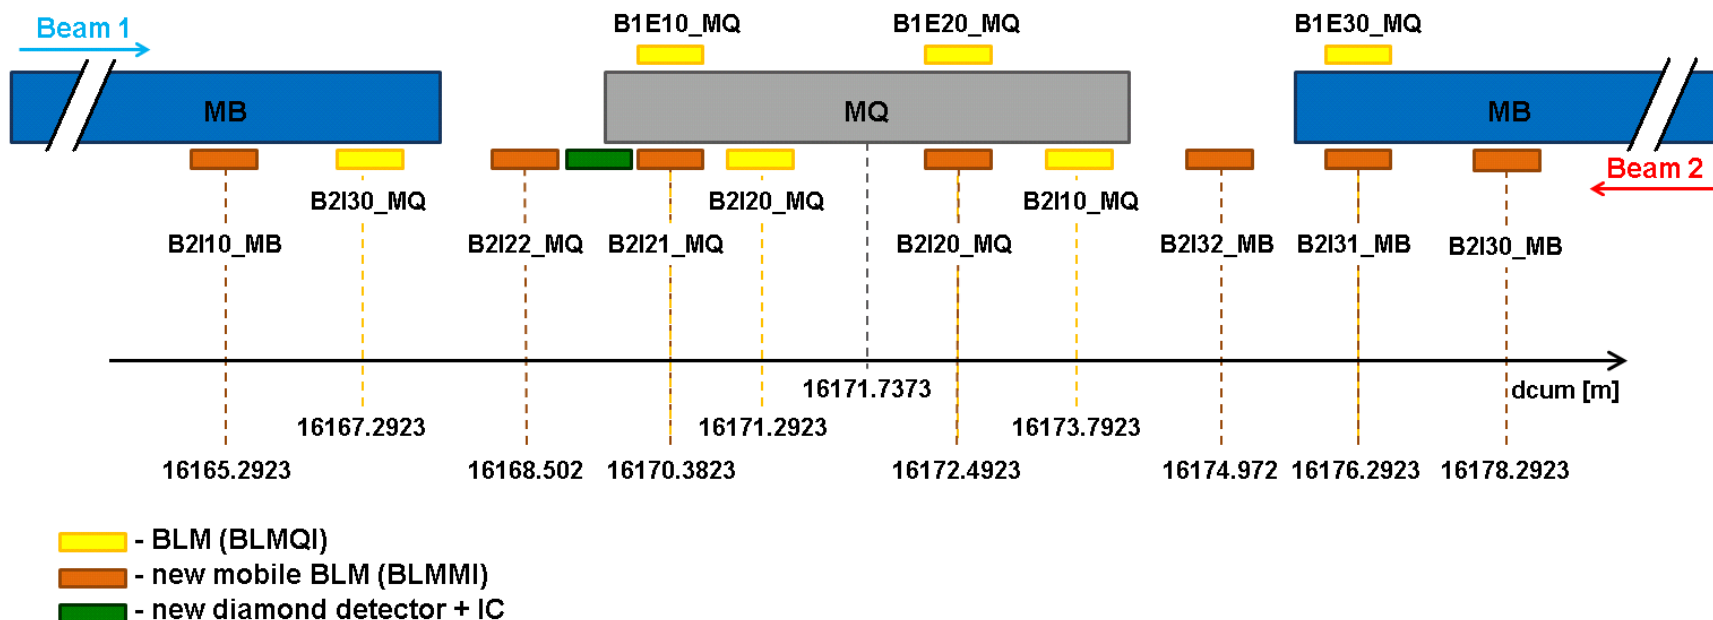 B1E10_MQ B1E20_MQ B1E30_MQ
Beam 1
MB MQ MB
Beam 2
B2I30_MQ B2I20_MQ B2I10_MQ
B2I10_MB B2I22_MQ B2I21_MQ B2I20_MQ B2I32_MB B2I31_MB B2I30_MB
16171.7373 dcum [m]
16167.2923 16171.2923 16173.7923
16165.2923 16168.502 16170.3823 16172.4923 16174.972 16176.2923 16178.2923
- BLM (BLMQI)
- new mobile BLM (BLMMI)
- new diamond detector + IC